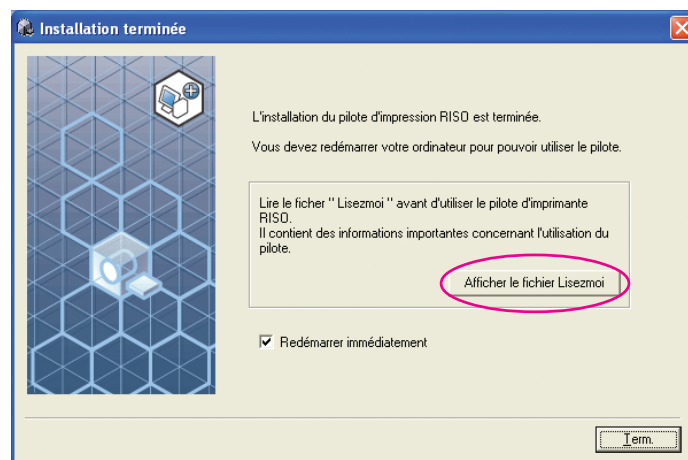 Installation terminée
L'installation du pilote d'impression RISO est terminée.
Vous devez redémarrer votre ordinateur pour pouvoir utiliser le pilote.
Lire le ficher " Lisezmoi " avant d'utiliser le pilote d'imprimante
RISO.
Il contient des informations importantes concernant l'utilisation du
pilote.
Afficher le fichier Lisezmoi
Redémarrer immédiatement
Term.